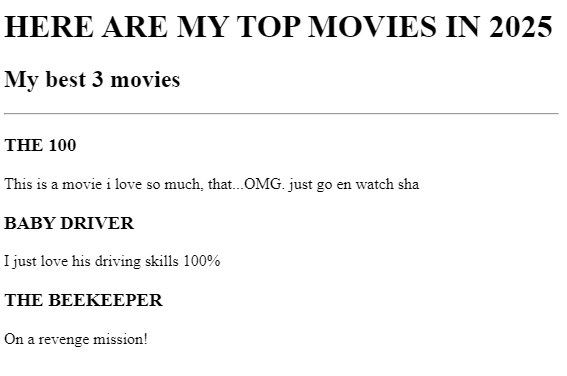 HERE ARE MY TOP MOVIES IN 2025
My best 3 movies
THE 100
This is a movie i love so much, that...OMG. just go en watch sha
BABY DRIVER
I just love his driving skills 100%
THE BEEKEEPER
On a revenge mission!